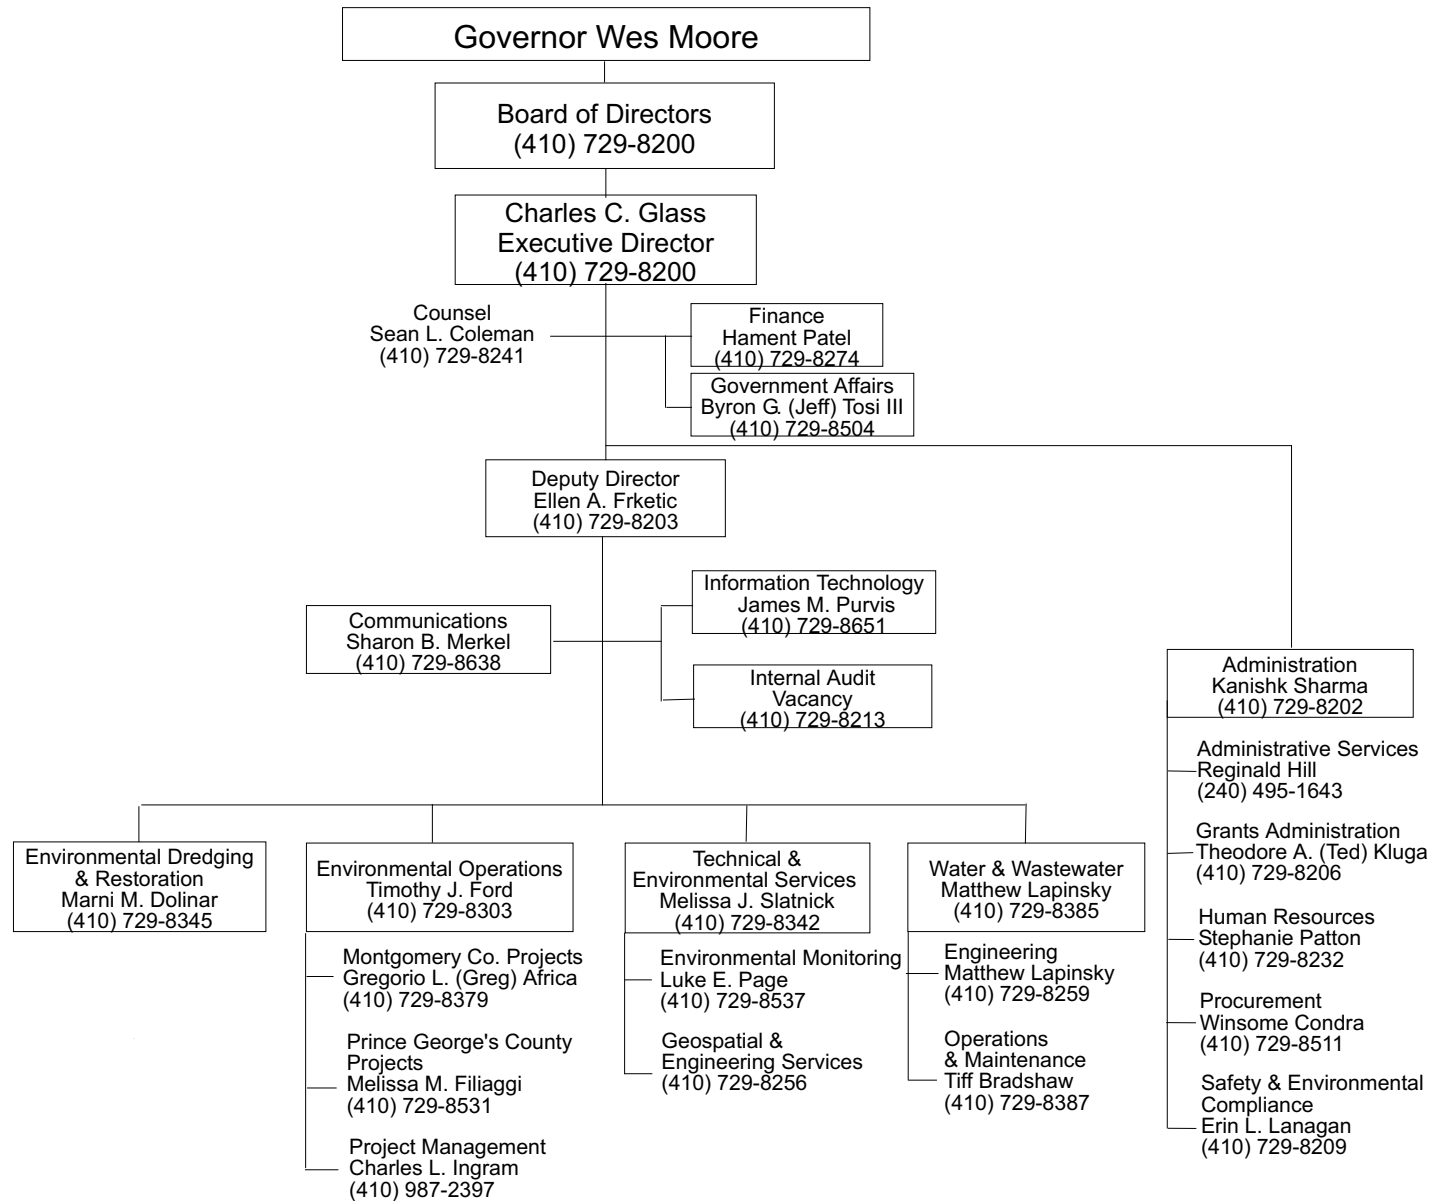 Governor Wes Moore
Board of Directors
(410) 729-8200
Charles C. Glass
Executive Director
(410) 729-8200
Counsel
Sean L. Coleman
(410) 729-8241
Finance
Hament Patel
(410) 729-8274
Government Affairs
Byron G. (Jeff) Tosi III
(410) 729-8504
Deputy Director
Ellen A. Frketic
(410) 729-8203
Communications
Sharon B. Merkel
(410) 729-8638
Information Technology
James M. Purvis
(410) 729-8651
Internal Audit
Vacancy
(410) 729-8213
Environmental Dredging
& Restoration
Marni M. Dolinar
(410) 729-8345
Environmental Operations
Timothy J. Ford
(410) 729-8303
Montgomery Co. Projects
Gregorio L. (Greg) Africa
(410) 729-8379
Prince George's County
Projects
Melissa M. Filiaggi
(410) 729-8531
Project Management
Charles L. Ingram
(410) 987-2397
Technical &
Environmental Services
Melissa J. Slatnick
(410) 729-8342
Environmental Monitoring
Luke E. Page
(410) 729-8537
Geospatial &
Engineering Services
(410) 729-8256
Water & Wastewater
Matthew Lapinsky
(410) 729-8385
Engineering
Matthew Lapinsky
(410) 729-8259
Operations
& Maintenance
Tiff Bradshaw
(410) 729-8387
Administration
Kanishk Sharma
(410) 729-8202
Administrative Services
Reginald Hill
(240) 495-1643
Grants Administration
Theodore A. (Ted) Kluga
(410) 729-8206
Human Resources
Stephanie Patton
(410) 729-8232
Procurement
Winsome Condra
(410) 729-8511
Safety & Environmental
Compliance
Erin L. Lanagan
(410) 729-8209